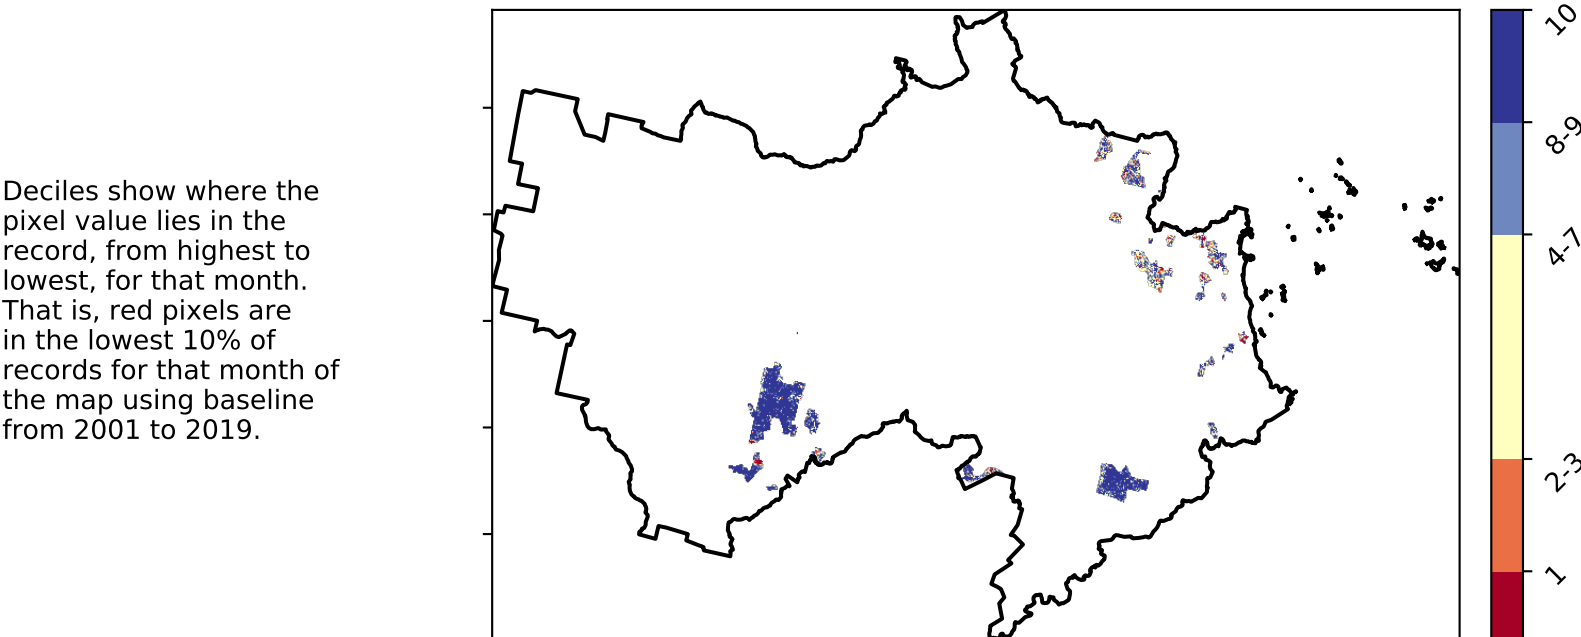 Deciles show where the
pixel value lies in the
record, from highest to
lowest, for that month.
That is, red pixels are
in the lowest 10% of
records for that month of
the map using baseline
from 2001 to 2019.
10
8-9
4-7
2-3
1